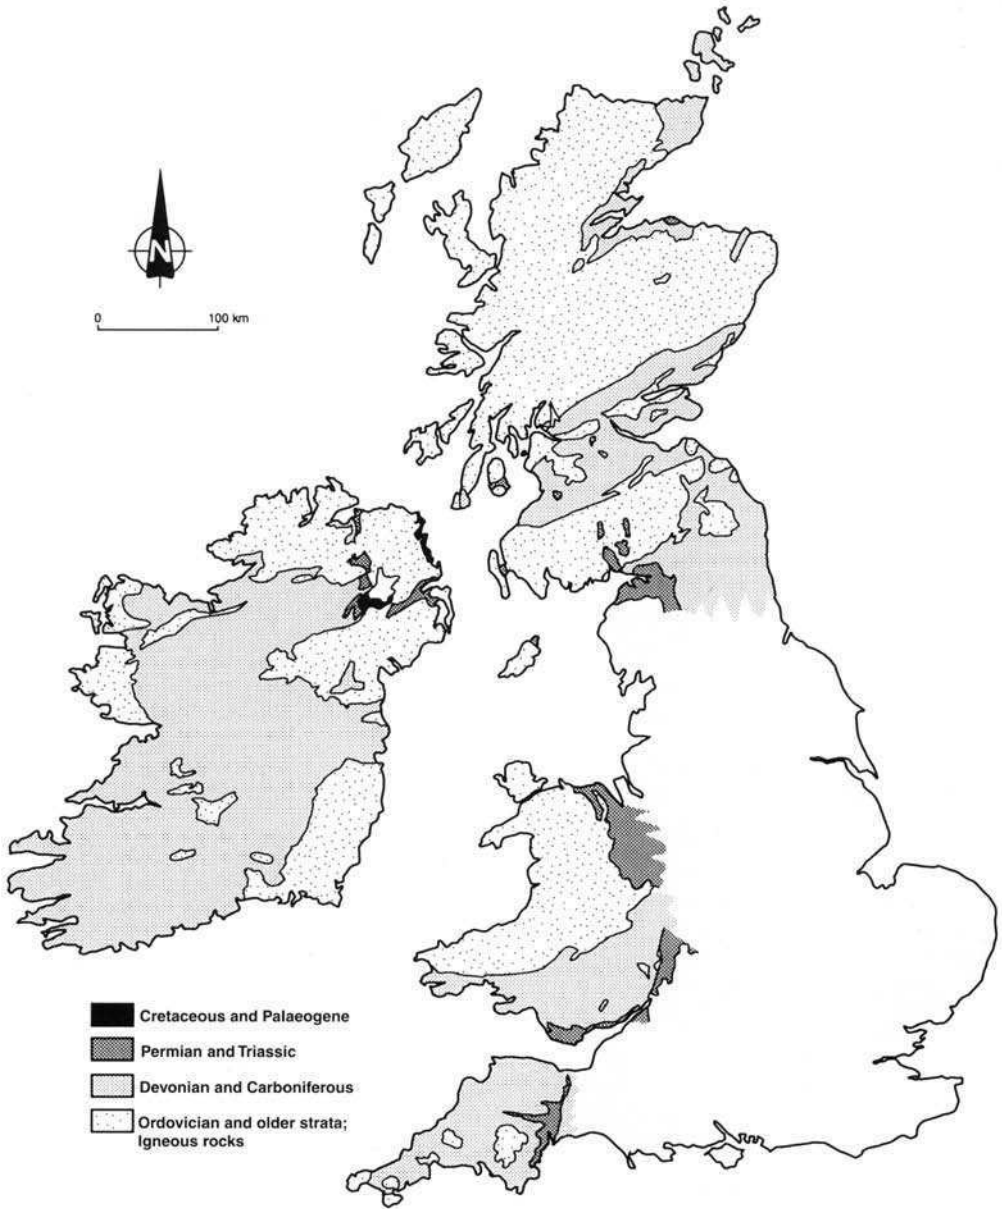 N
0
100 km
Cretaceous and Palaeogene
Permian and Triassic
Devonian and Carboniferous
Ordovician and older strata;
Igneous rocks